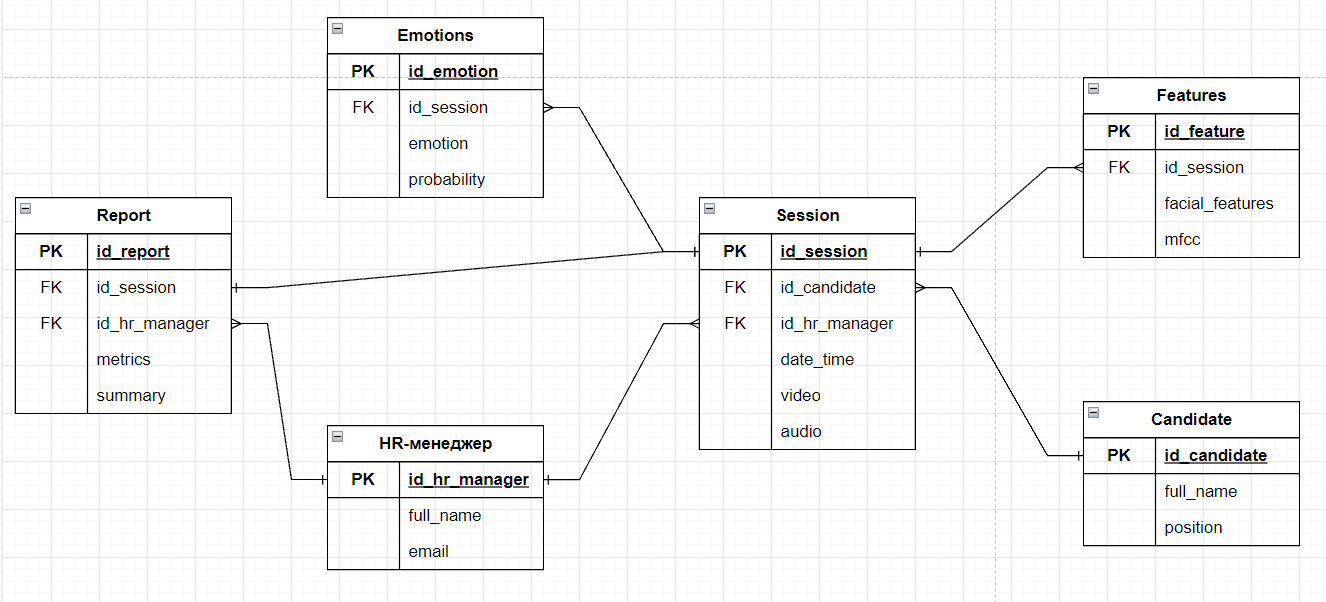 Emotions
PK id_emotion
FK id_session
emotion
probability
Features
PK id_feature
FK id_session
facial_features
mfcc
Report
PK id_report
FK id_session
FK id_hr_manager
metrics
summary
Session
PK id_session
FK id_candidate
FK id_hr_manager
date_time
video
audio
HR-менеджер
PK id_hr_manager
full_name
email
Candidate
PK id_candidate
full_name
position